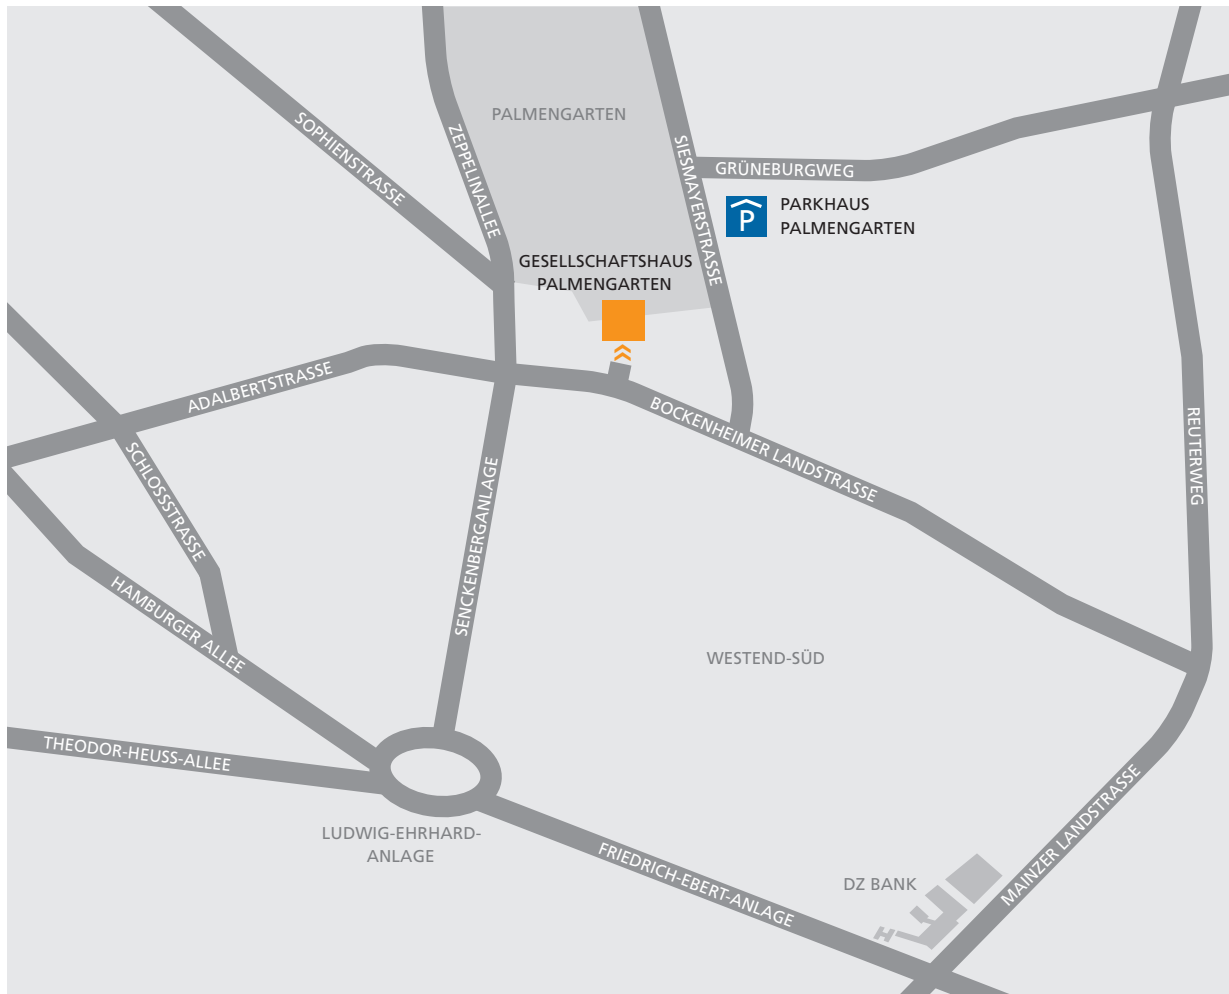 PALMENGARTEN
SOPHIENSTRASSE
ZEPPELINALLEE
SIESMAYERSTRASSE
GRÜNEBURGWEG
P
PARKHAUS
PALMENGARTEN
GESELLSCHAFTSHAUS
PALMENGARTEN
ADALBERTSTRASSE
BOCKENHEIMER LANDSTRASSE
REUTERWEG
SCHLOSSSTRASSE
SENCKENBERGANLAGE
HAMBURGER ALLEE
WESTEND-SÜD
THEODOR-HEUSS-ALLEE
LUDWIG-EHRHARD-
ANLAGE
FRIEDRICH-EBERT-ANLAGE
DZ BANK
MAINZER LANDSTRASSE